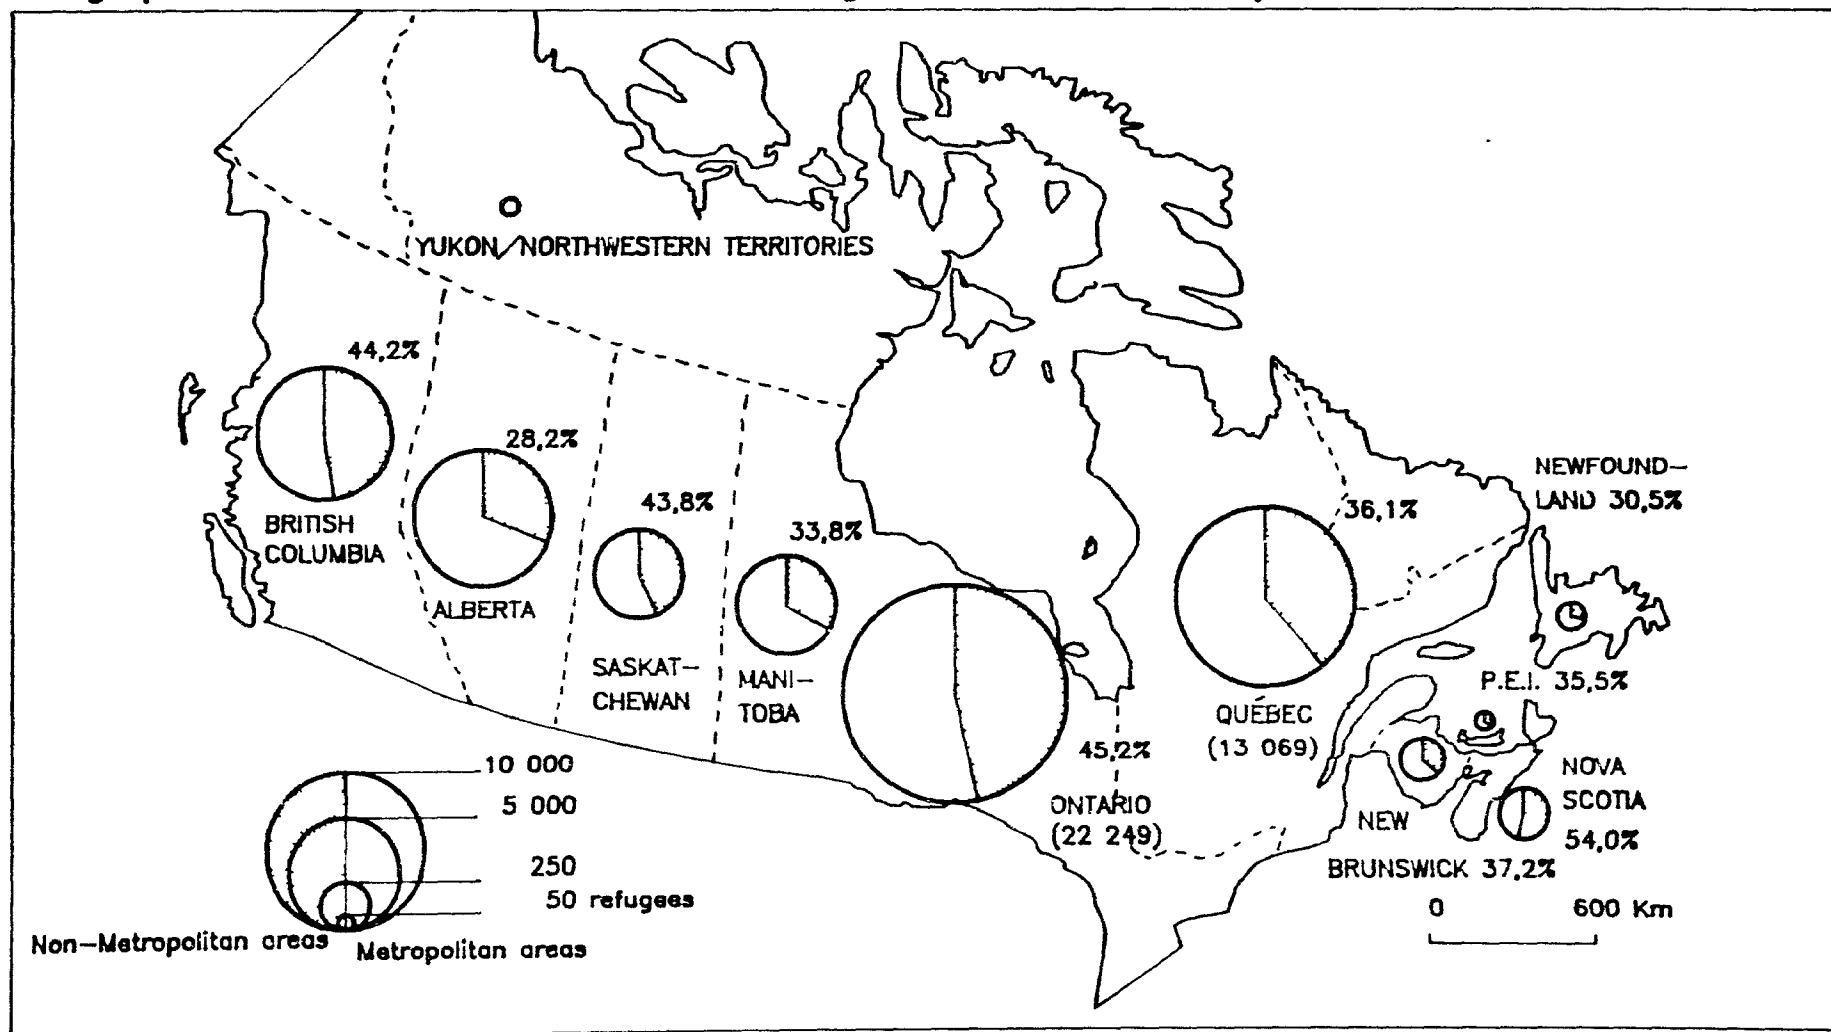 YUKON/NORTHWESTERN TERRITORIES
44,2%
BRITISH
COLUMBIA
28,2%
ALBERTA
43,8%
SASKAT–
CHEWAN
33,8%
MANI–
TOBA
45,2%
ONTARIO
(22 249)
36,1%
QUÉBEC
(13 069)
NEWFOUND–
LAND 30,5%
P.E.I. 35,5%
NOVA
SCOTIA
54,0%
NEW
BRUNSWICK 37,2%
10 000
5 000
250
50 refugees
Non–Metropolitan areas
Metropolitan areas
0 600 Km